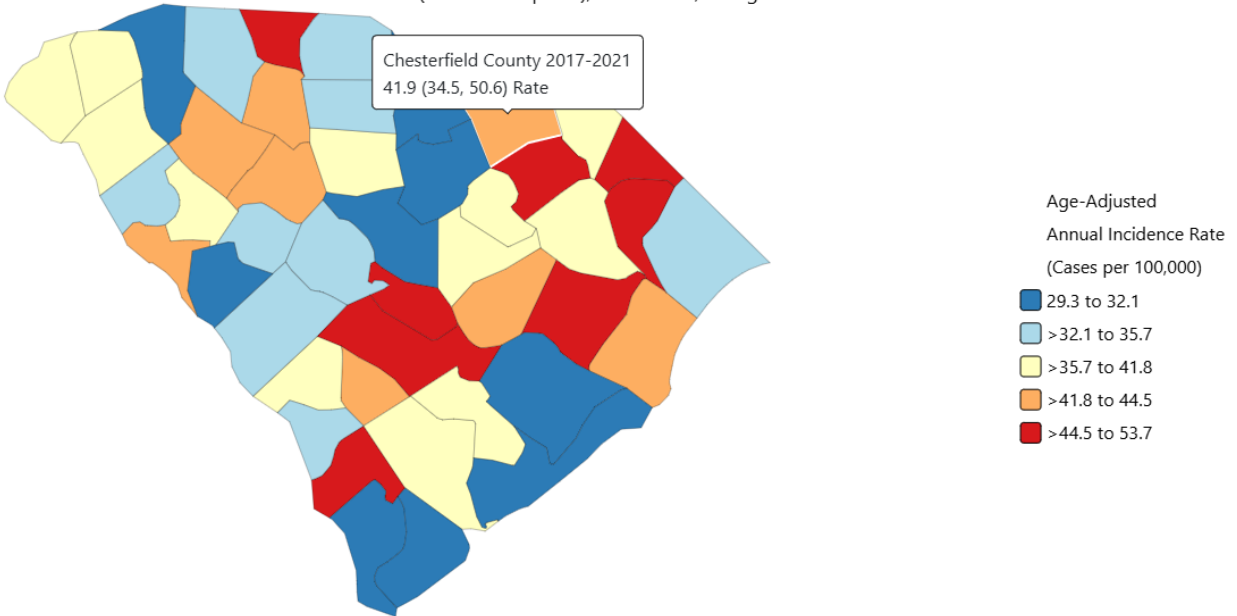 Chesterfield County 2017-2021
41.9 (34.5, 50.6) Rate
Age-Adjusted
Annual Incidence Rate
(Cases per 100,000)
29.3 to 32.1
>32.1 to 35.7
>35.7 to 41.8
>41.8 to 44.5
>44.5 to 53.7